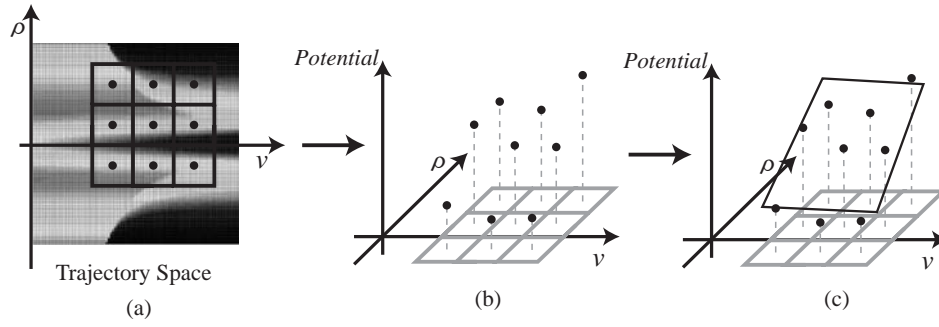 ρ
v
Trajectory Space
(a)
Potential
ρ
v
(b)
Potential
ρ
v
(c)